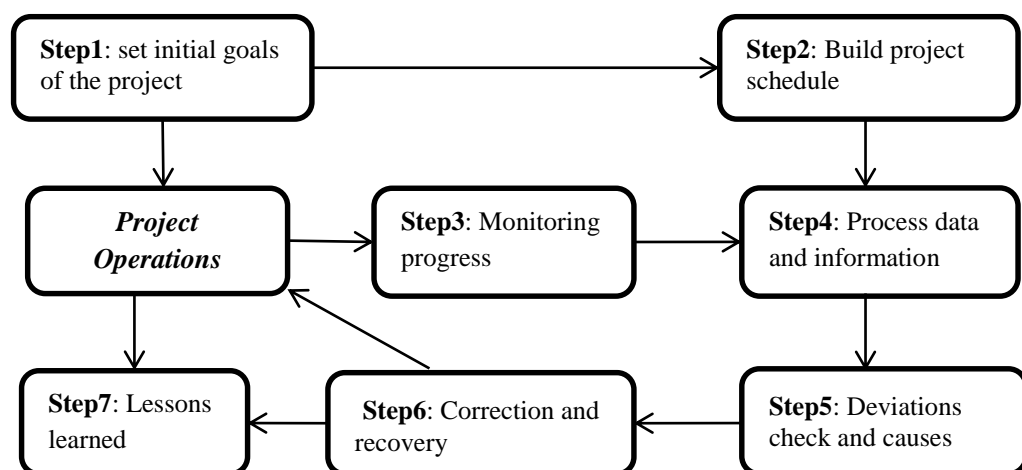 Step1: set initial goals
of the project
Step2: Build project
schedule
Project
Operations
Step3: Monitoring
progress
Step4: Process data
and information
Step7: Lessons
learned
Step6: Correction and
recovery
Step5: Deviations
check and causes